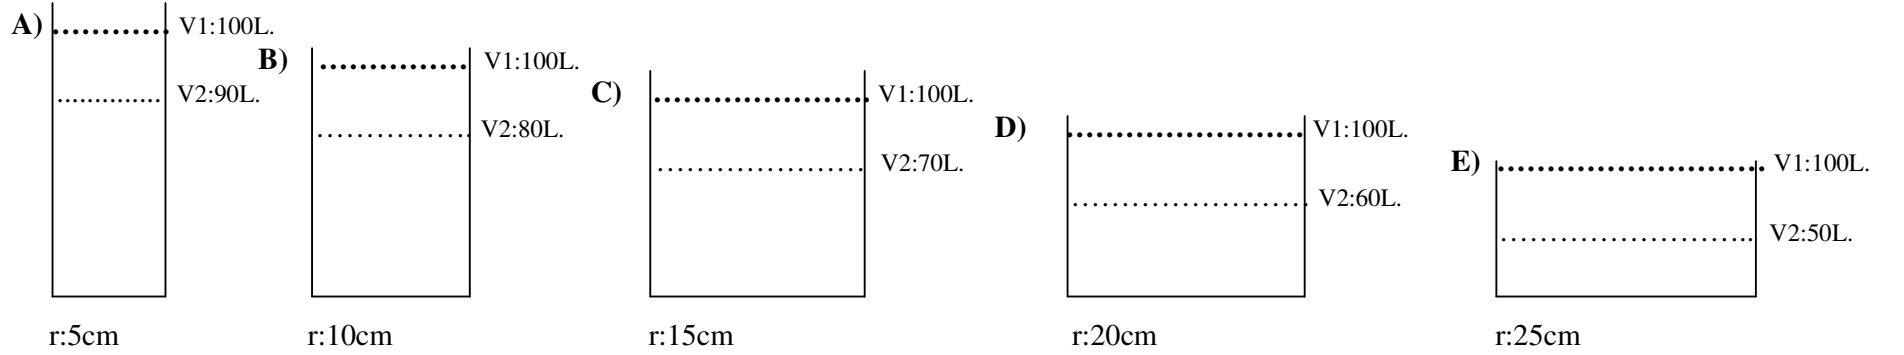 A) V1:100L.
V2:90L.
r:5cm
B) V1:100L.
V2:80L.
r:10cm
C) V1:100L.
V2:70L.
r:15cm
D) V1:100L.
V2:60L.
r:20cm
E) V1:100L.
V2:50L.
r:25cm